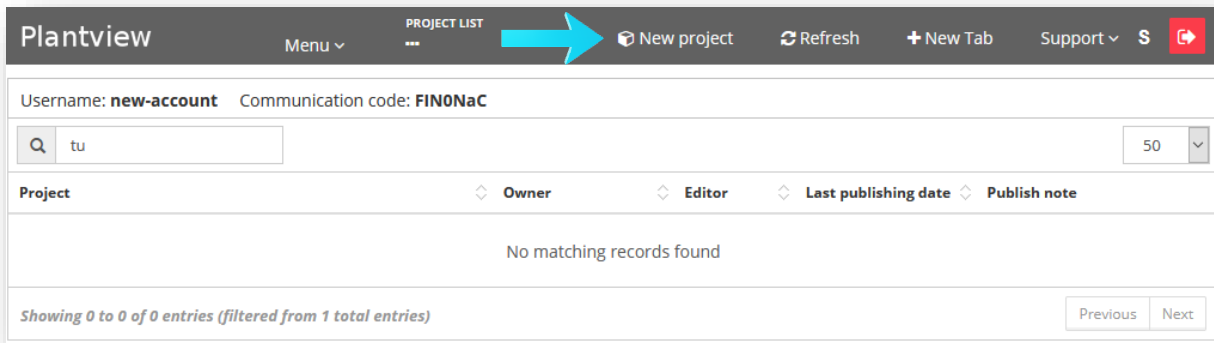 Plantview
Menu
PROJECT LIST
---
New project
Refresh
New Tab
Support
S
Username: new-account Communication code: FIN0NaC
tu
50
Project Owner Editor Last publishing date Publish note
No matching records found
Showing 0 to 0 of 0 entries (filtered from 1 total entries)
Previous Next